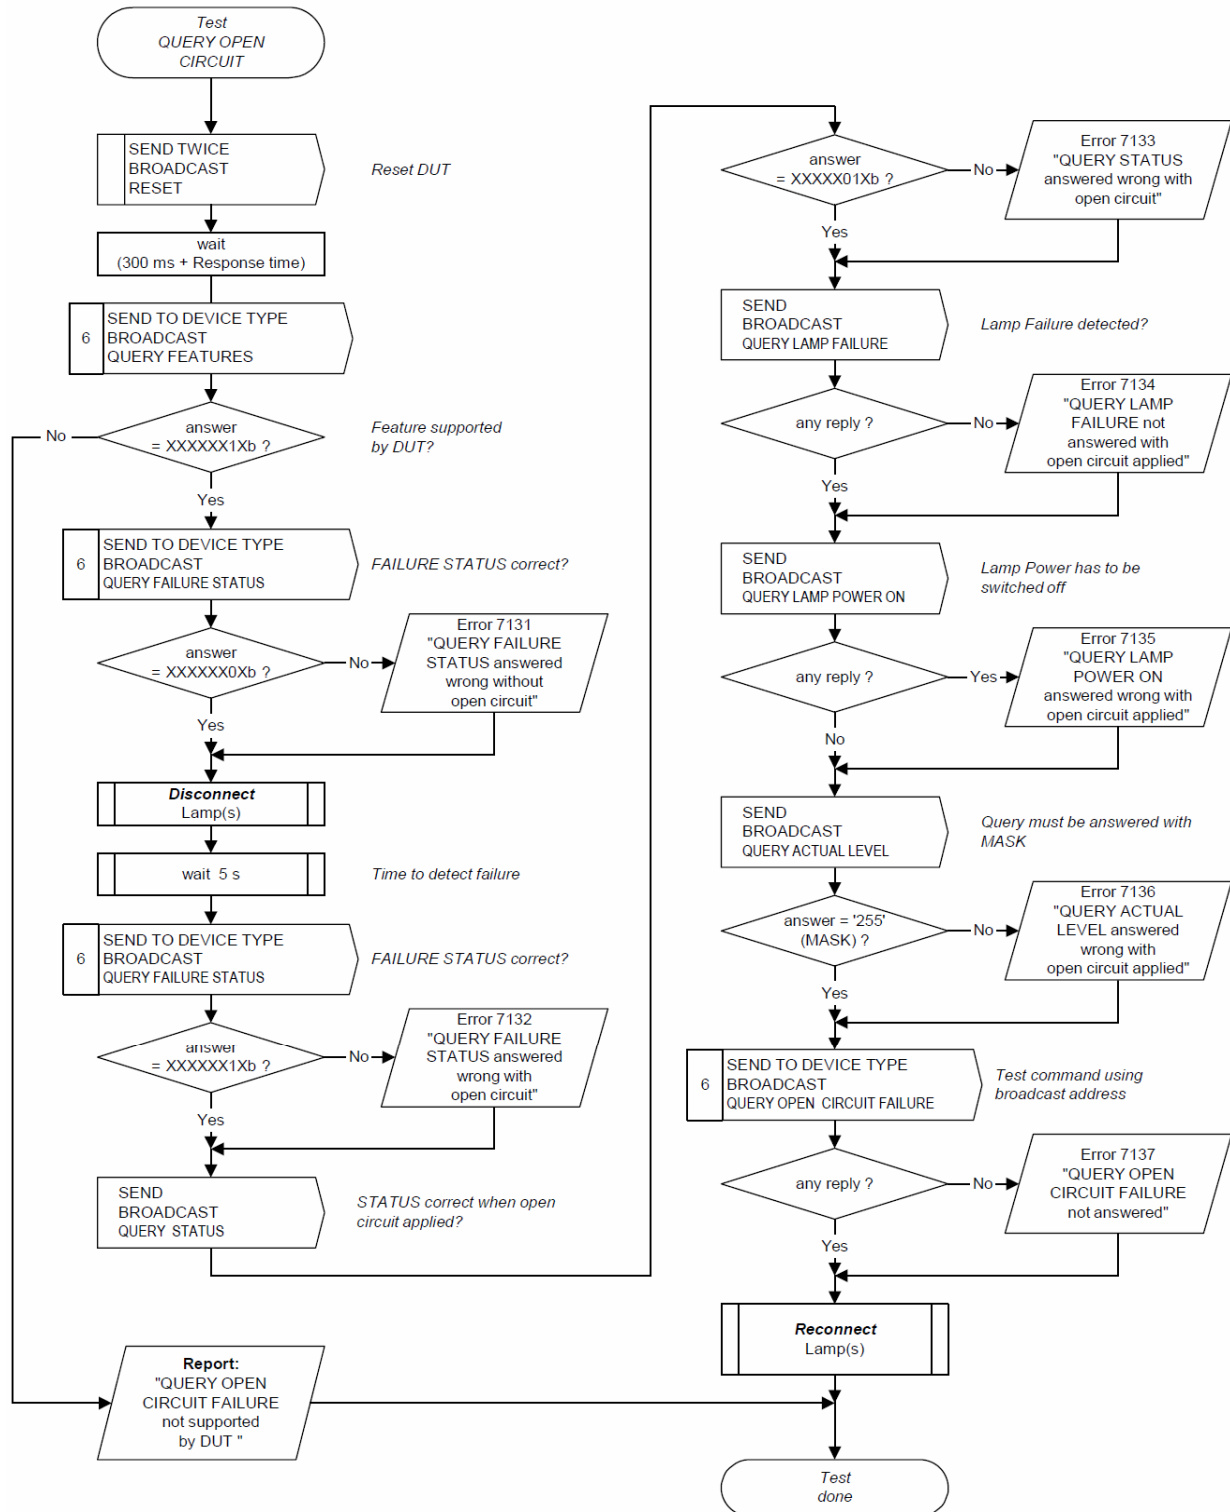 Test
QUERY OPEN
CIRCUIT
SEND TWICE
BROADCAST
RESET
Reset DUT
wait
(300 ms + Response time)
6
SEND TO DEVICE TYPE
BROADCAST
QUERY FEATURES
No
answer
= XXXXXX1Xb ?
Feature supported
by DUT?
Yes
6
SEND TO DEVICE TYPE
BROADCAST
QUERY FAILURE STATUS
FAILURE STATUS correct?
answer
= XXXXXX0Xb ?
No
Error 7131
"QUERY FAILURE
STATUS answered
wrong without
open circuit"
Yes
Disconnect
Lamp(s)
wait 5 s
Time to detect failure
6
SEND TO DEVICE TYPE
BROADCAST
QUERY FAILURE STATUS
FAILURE STATUS correct?
answer
= XXXXXX1Xb ?
No
Error 7132
"QUERY FAILURE
STATUS answered
wrong with
open circuit"
Yes
SEND
BROADCAST
QUERY STATUS
STATUS correct when open
circuit applied?
Report:
"QUERY OPEN
CIRCUIT FAILURE
not supported
by DUT "
answer
= XXXXX01Xb ?
No
Error 7133
"QUERY STATUS
answered wrong with
open circuit"
Yes
SEND
BROADCAST
QUERY LAMP FAILURE
Lamp Failure detected?
any reply ?
No
Error 7134
"QUERY LAMP
FAILURE not
answered with
open circuit applied"
Yes
SEND
BROADCAST
QUERY LAMP POWER ON
Lamp Power has to be
switched off
any reply ?
Yes
Error 7135
"QUERY LAMP
POWER ON
answered wrong with
open circuit applied"
No
SEND
BROADCAST
QUERY ACTUAL LEVEL
Query must be answered with
MASK
answer = '255'
(MASK) ?
No
Error 7136
"QUERY ACTUAL
LEVEL answered
wrong with
open circuit applied"
Yes
6
SEND TO DEVICE TYPE
BROADCAST
QUERY OPEN CIRCUIT FAILURE
Test command using
broadcast address
any reply ?
No
Error 7137
"QUERY OPEN
CIRCUIT FAILURE
not answered"
Yes
Reconnect
Lamp(s)
Test
done